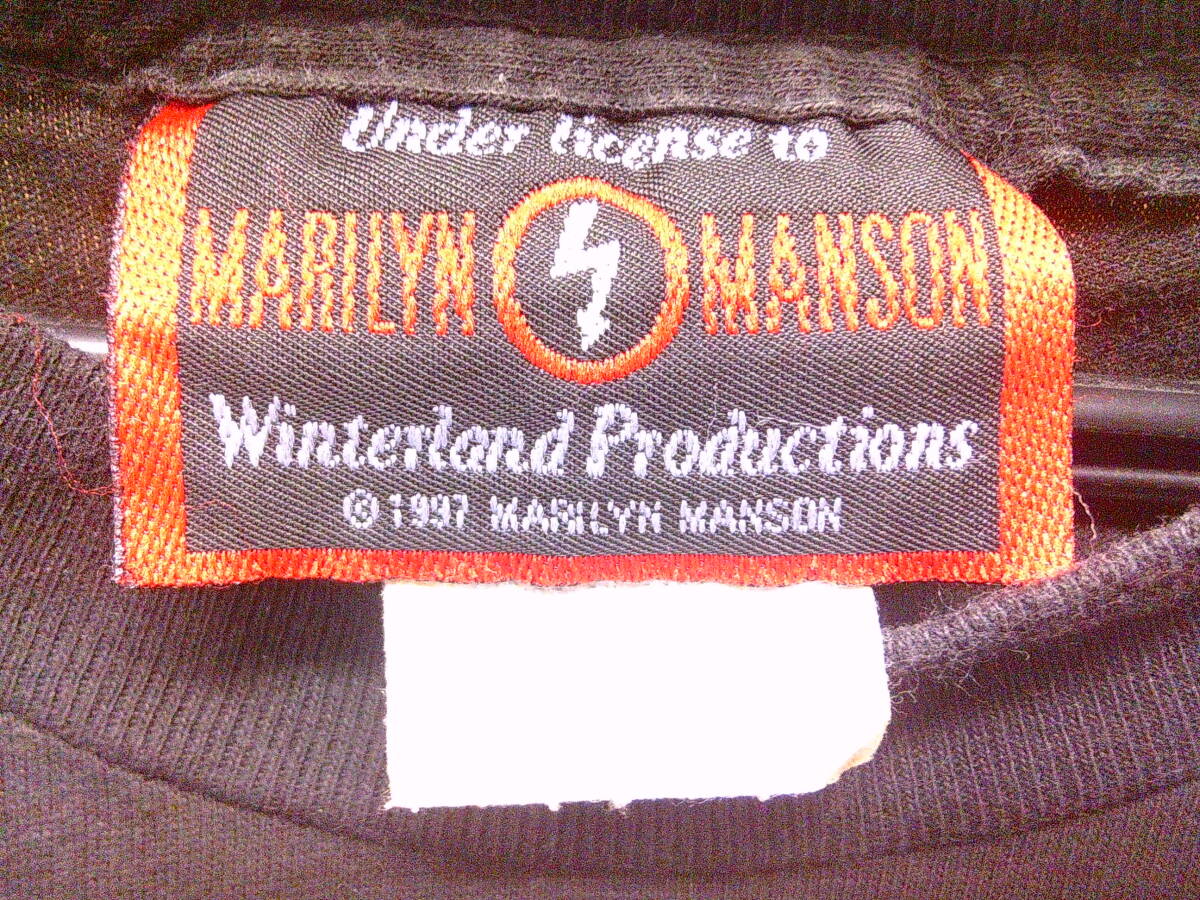 Under license to
MARILYN MANSON
Winterland Productions
©1997 MARILYN MANSON